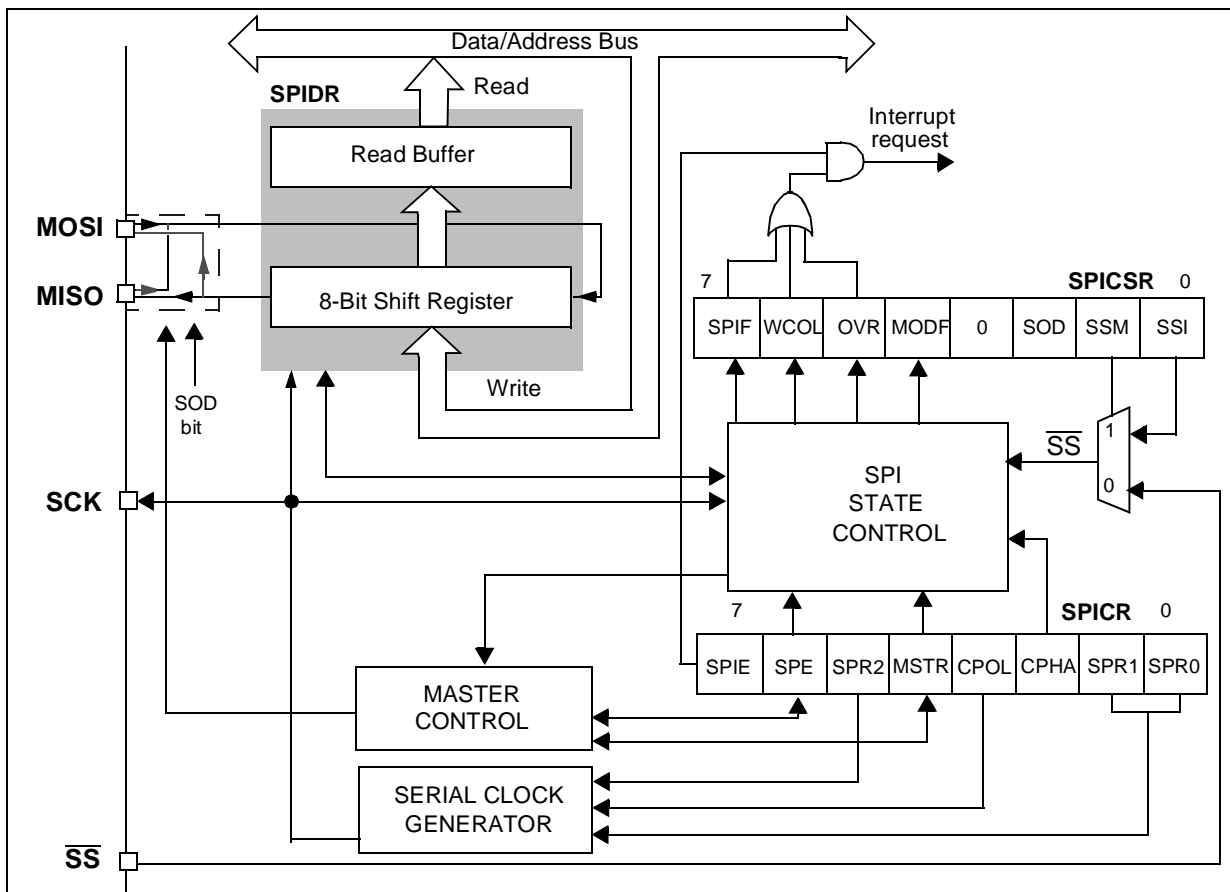 Data/Address Bus
SPIDR
Read
Read Buffer
Interrupt
request
MOSI
MISO
8-Bit Shift Register
7
SPICSR
0
SPIF
WCOL
OVR
MODF
0
SOD
SSM
SSI
Write
SOD
bit
1
0
SS
SPI
STATE
CONTROL
SCK
7
SPICR
0
SPIE
SPE
SPR2
MSTR
CPOL
CPHA
SPR1
SPR0
MASTER
CONTROL
SERIAL CLOCK
GENERATOR
SS